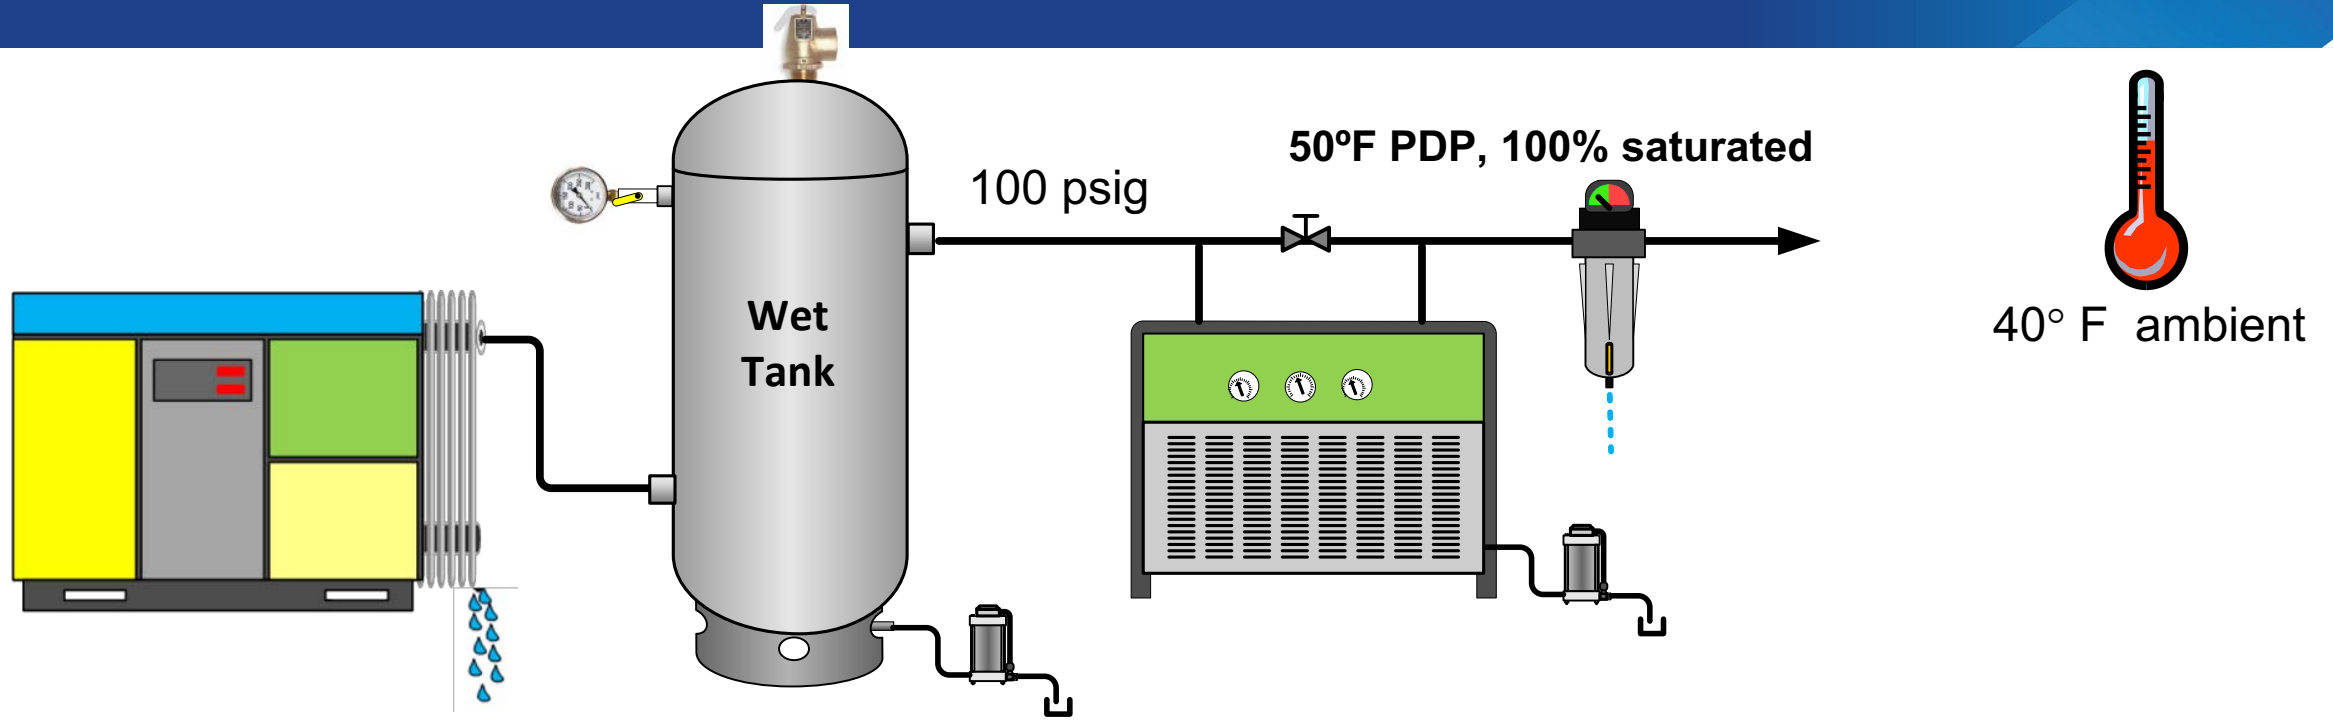 50ºF PDP, 100% saturated
100 psig
Wet
Tank
40° F ambient